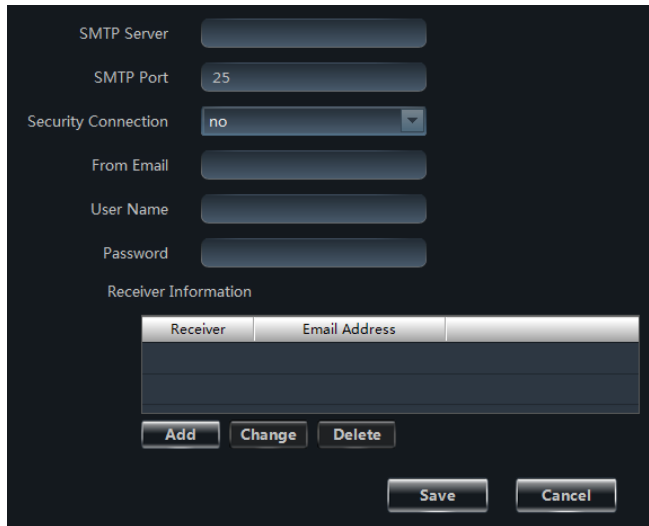 SMTP Server
SMTP Port 25
Security Connection no
From Email
User Name
Password
Receiver Information
Receiver Email Address
Add Change Delete
Save Cancel